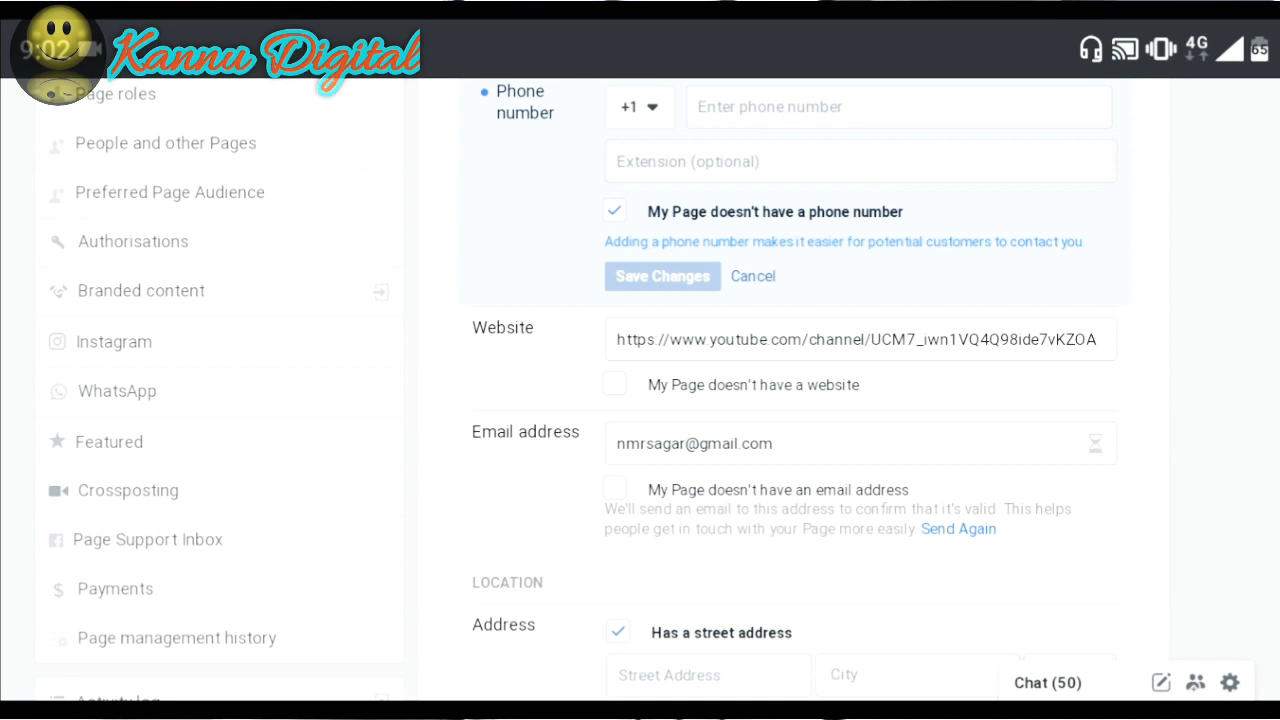 9:02
Kannu Digital
4G
65
Page roles
People and other Pages
Preferred Page Audience
Authorisations
Branded content
Instagram
WhatsApp
Featured
Crossposting
Page Support Inbox
Payments
Page management history
Activity log
Phone number
+1
Enter phone number
Extension (optional)
My Page doesn't have a phone number
Adding a phone number makes it easier for potential customers to contact you.
Save Changes Cancel
Website
https://www.youtube.com/channel/UCM7_iwn1VQ4Q98ide7vKZOA
My Page doesn't have a website
Email address
nmrsagar@gmail.com
My Page doesn't have an email address
We'll send an email to this address to confirm that it's valid. This helps
people get in touch with your Page more easily. Send Again
LOCATION
Address
Has a street address
Street Address
City
Chat (50)